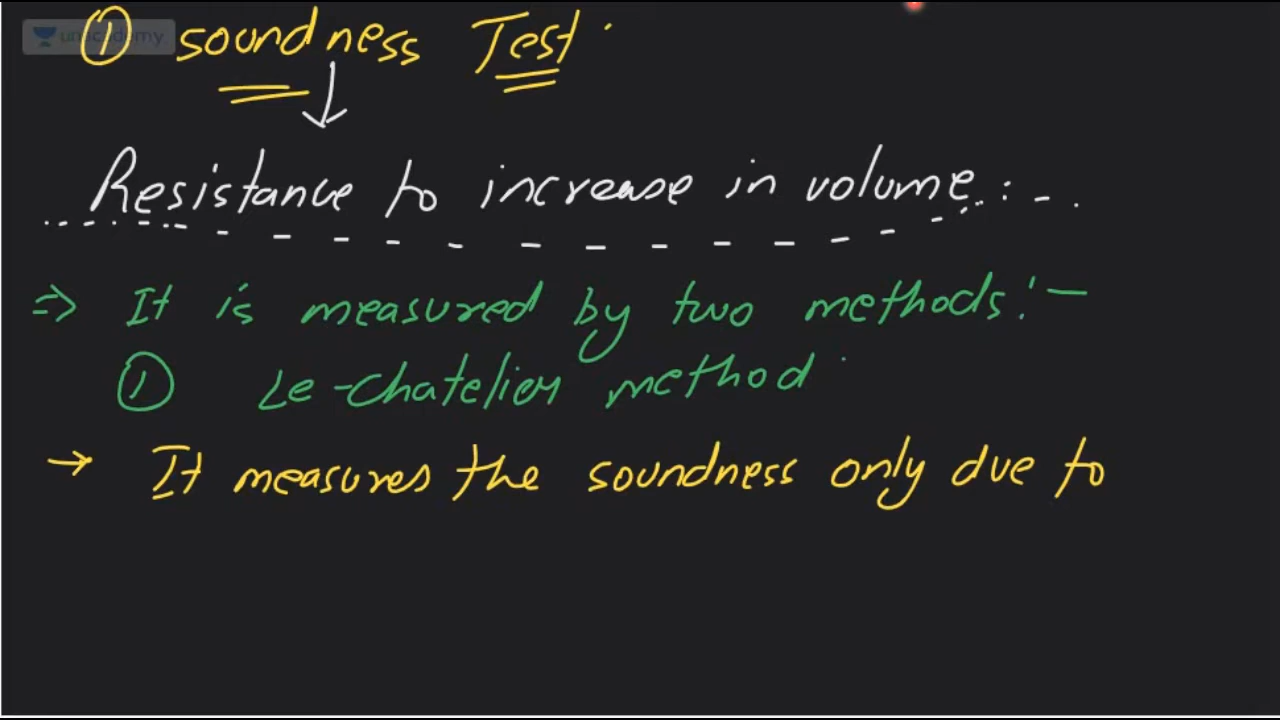 unacademy
① soundness Test
Resistance to increase in volume : - .
⇒ It is measured by two methods! -
① Le-chatelier method
→ It measures the soundness only due to